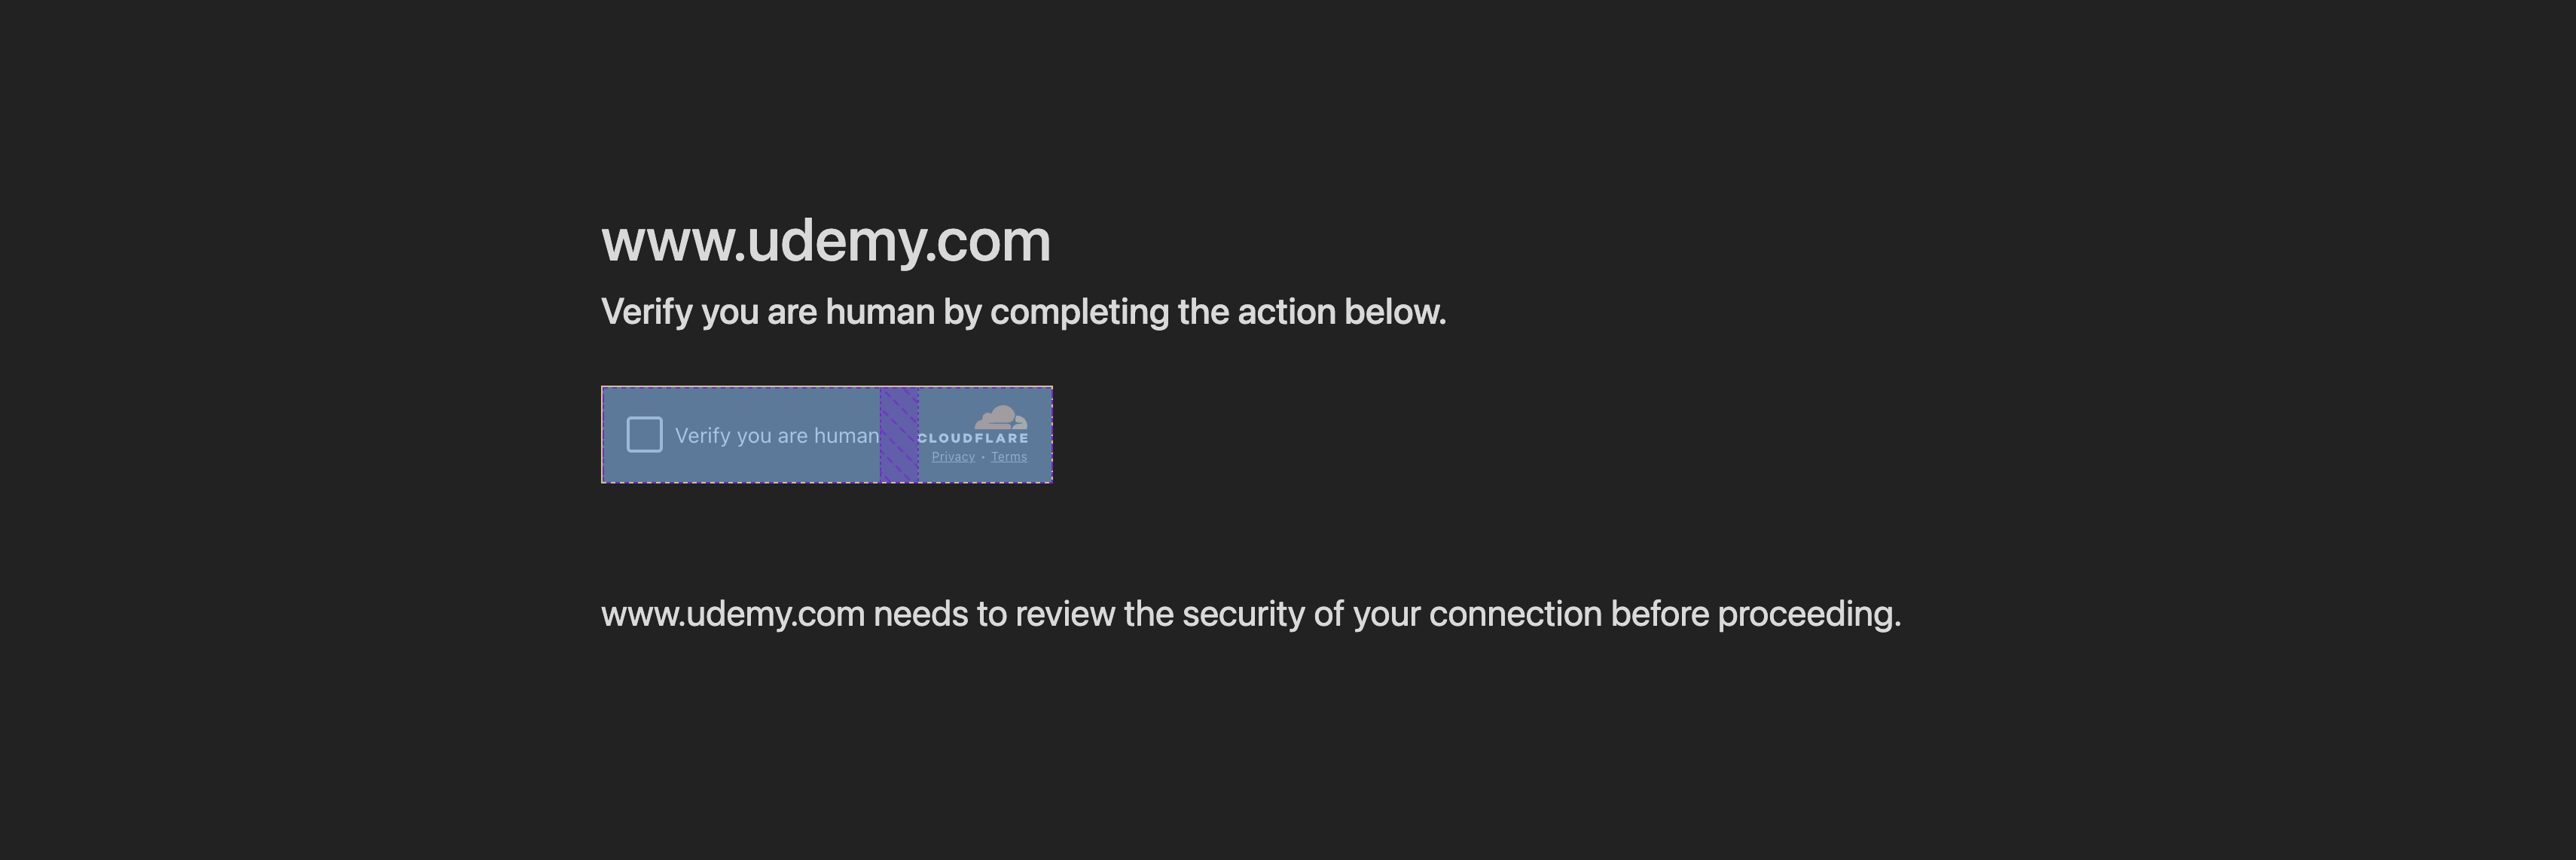 www.udemy.com
Verify you are human by completing the action below.
Verify you are human
CLOUDFLARE
Privacy • Terms
www.udemy.com needs to review the security of your connection before proceeding.